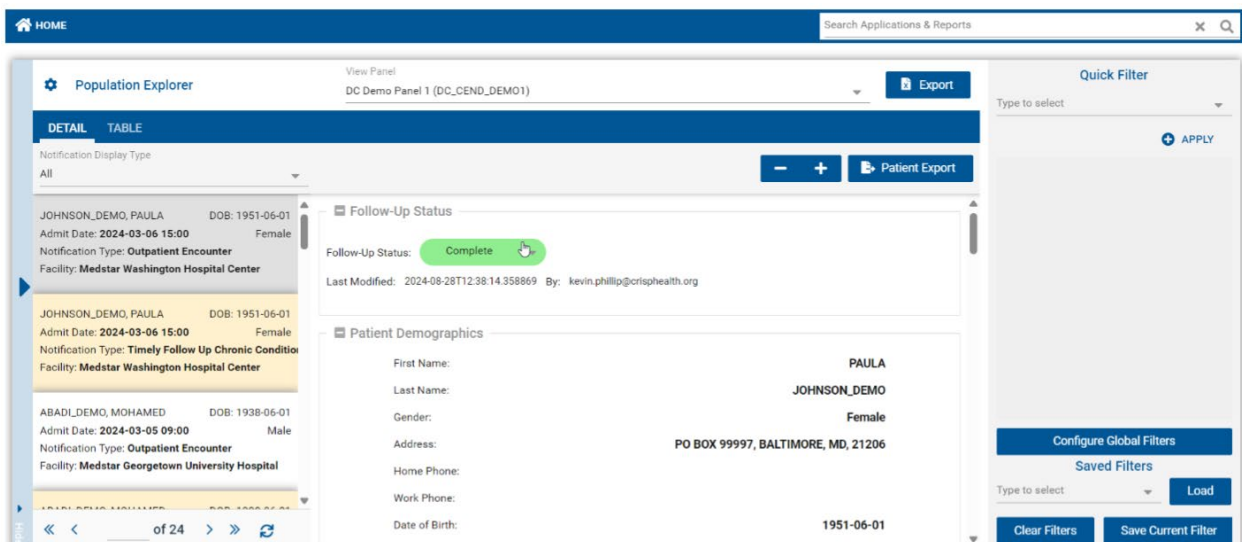 HOME
Search Applications & Reports
Population Explorer
View Panel
DC Demo Panel 1 (DC_CEND_DEMO1)
Export
DETAIL TABLE
Notification Display Type
All
Patient Export
JOHNSON_DEMO, PAULA DOB: 1951-06-01
Admit Date: 2024-03-06 15:00 Female
Notification Type: Outpatient Encounter
Facility: Medstar Washington Hospital Center
JOHNSON_DEMO, PAULA DOB: 1951-06-01
Admit Date: 2024-03-06 15:00 Female
Notification Type: Timely Follow Up Chronic Condition
Facility: Medstar Washington Hospital Center
ABADI_DEMO, MOHAMED DOB: 1938-06-01
Admit Date: 2024-03-05 09:00 Male
Notification Type: Outpatient Encounter
Facility: Medstar Georgetown University Hospital
of 24
Follow-Up Status
Follow-Up Status: Complete
Last Modified: 2024-08-28T12:38:14.358869 By: kevin.phillip@crisphealth.org
Patient Demographics
First Name: PAULA
Last Name: JOHNSON_DEMO
Gender: Female
Address: PO BOX 99997, BALTIMORE, MD, 21206
Home Phone:
Work Phone:
Date of Birth: 1951-06-01
Quick Filter
Type to select
APPLY
Configure Global Filters
Saved Filters
Type to select
Load
Clear Filters Save Current Filter